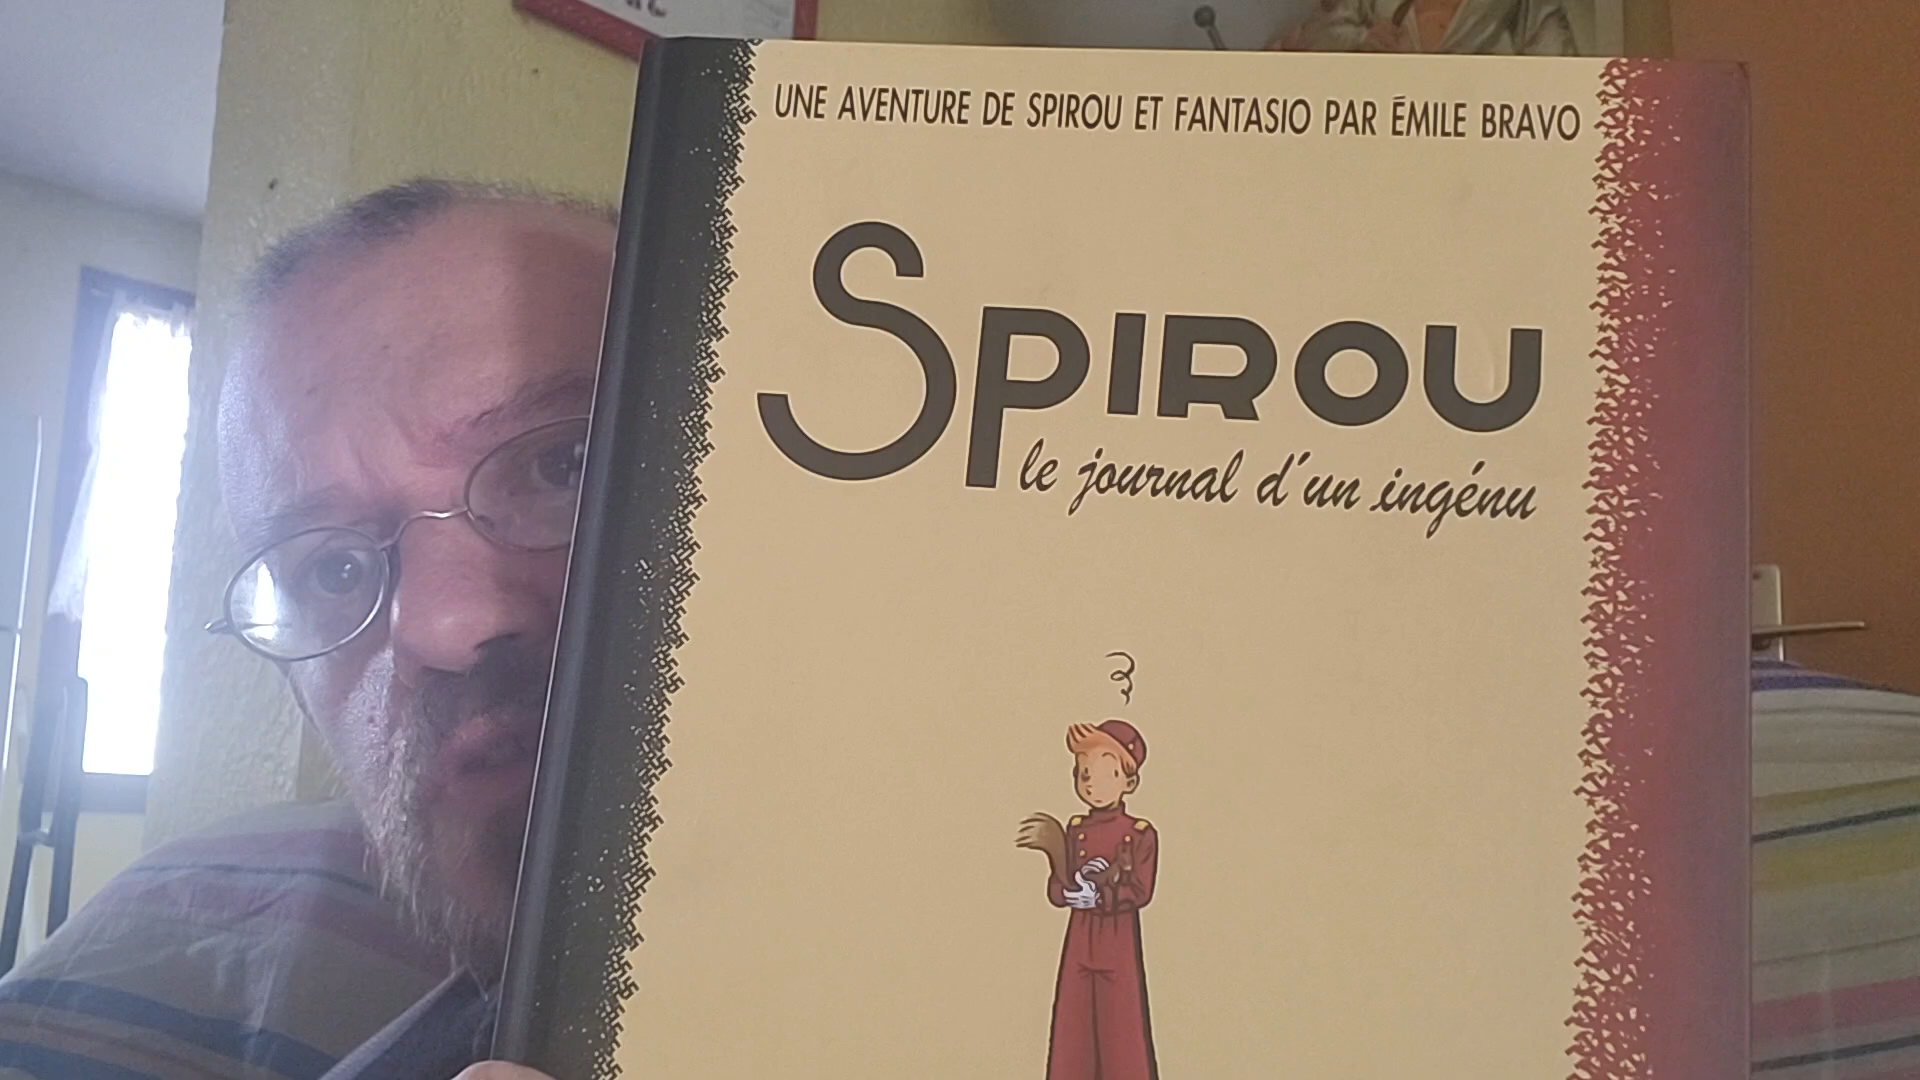 UNE AVENTURE DE SPIROU ET FANTASIO PAR ÉMILE BRAVO
SPIROU
le journal d'un ingénu